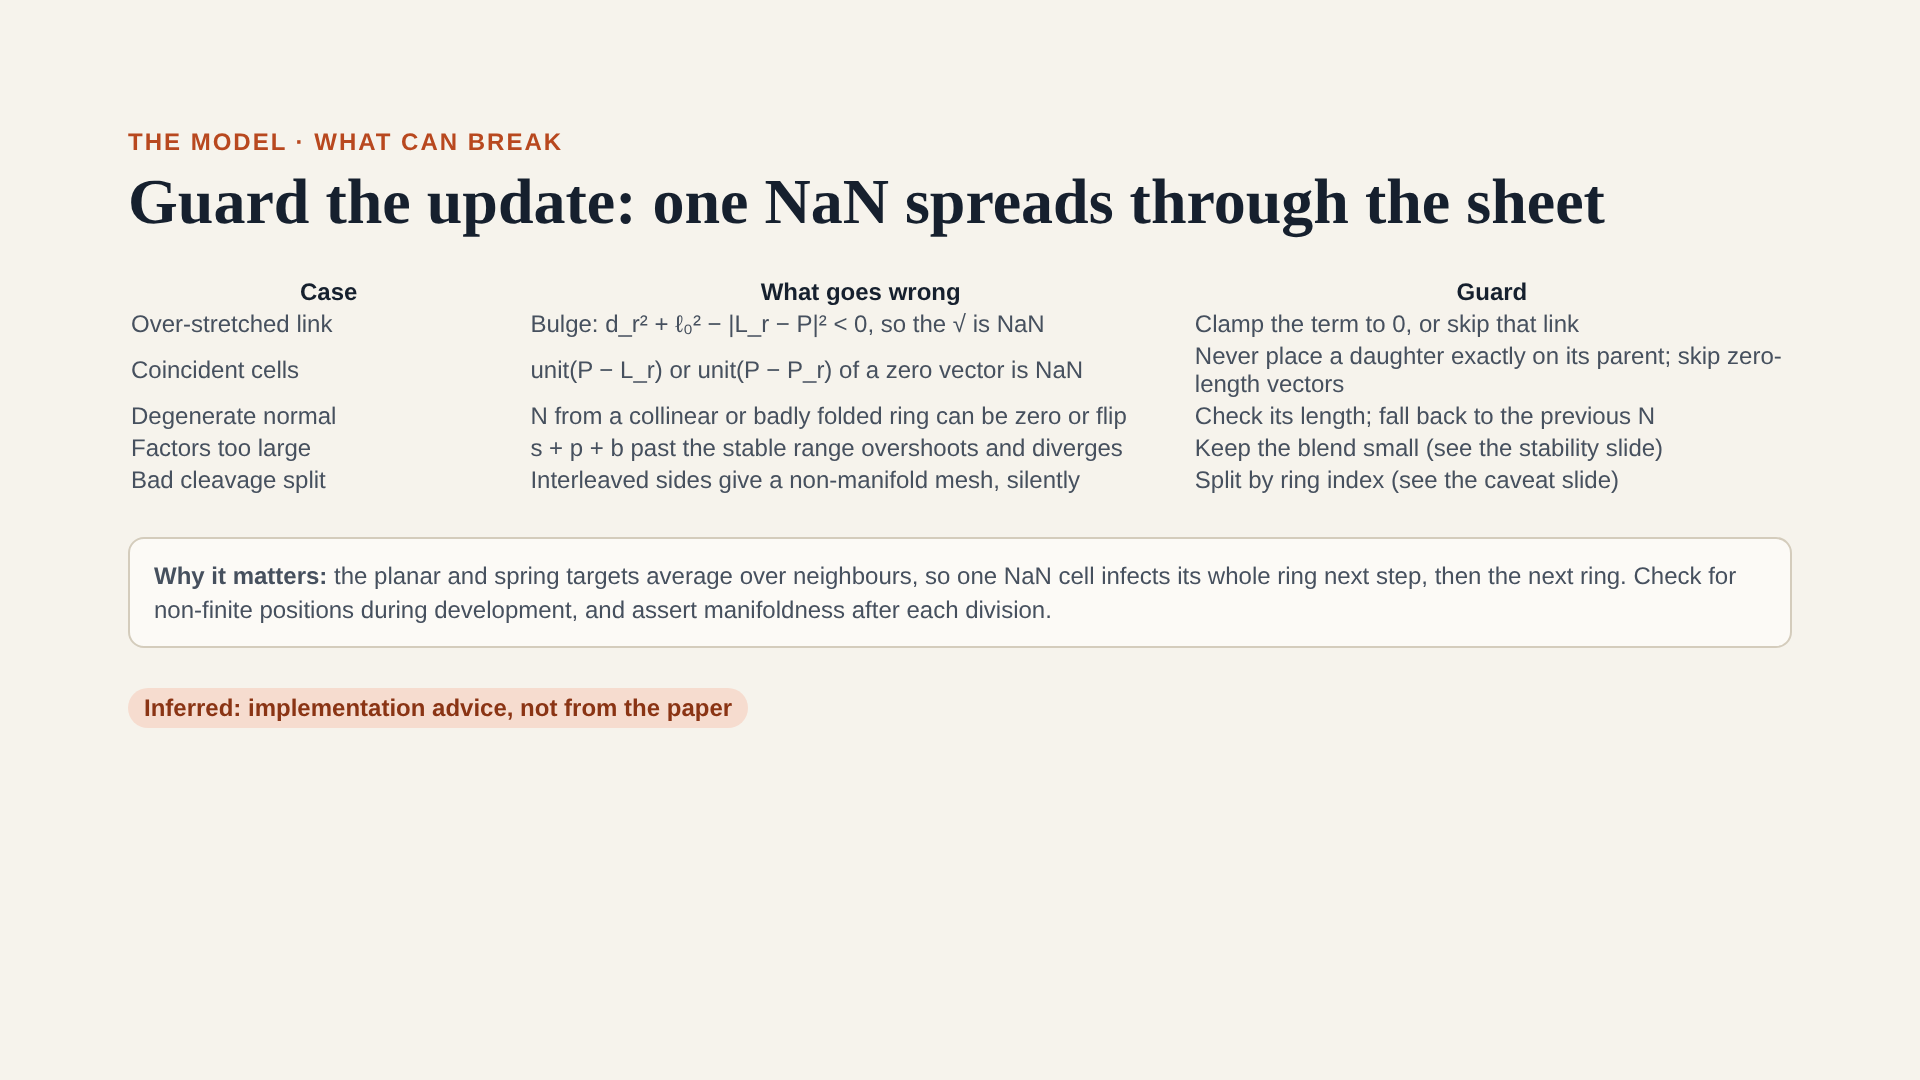 THE MODEL · WHAT CAN BREAK
Guard the update: one NaN spreads through the sheet
Case What goes wrong Guard
Over-stretched link Bulge: d_r² + ℓ₀² − |L_r − P|² < 0, so the √ is NaN Clamp the term to 0, or skip that link
Coincident cells unit(P − L_r) or unit(P − P_r) of a zero vector is NaN Never place a daughter exactly on its parent; skip zero-
length vectors
Degenerate normal N from a collinear or badly folded ring can be zero or flip Check its length; fall back to the previous N
Factors too large s + p + b past the stable range overshoots and diverges Keep the blend small (see the stability slide)
Bad cleavage split Interleaved sides give a non-manifold mesh, silently Split by ring index (see the caveat slide)
Why it matters: the planar and spring targets average over neighbours, so one NaN cell infects its whole ring next step, then the next ring. Check for
non-finite positions during development, and assert manifoldness after each division.
Inferred: implementation advice, not from the paper